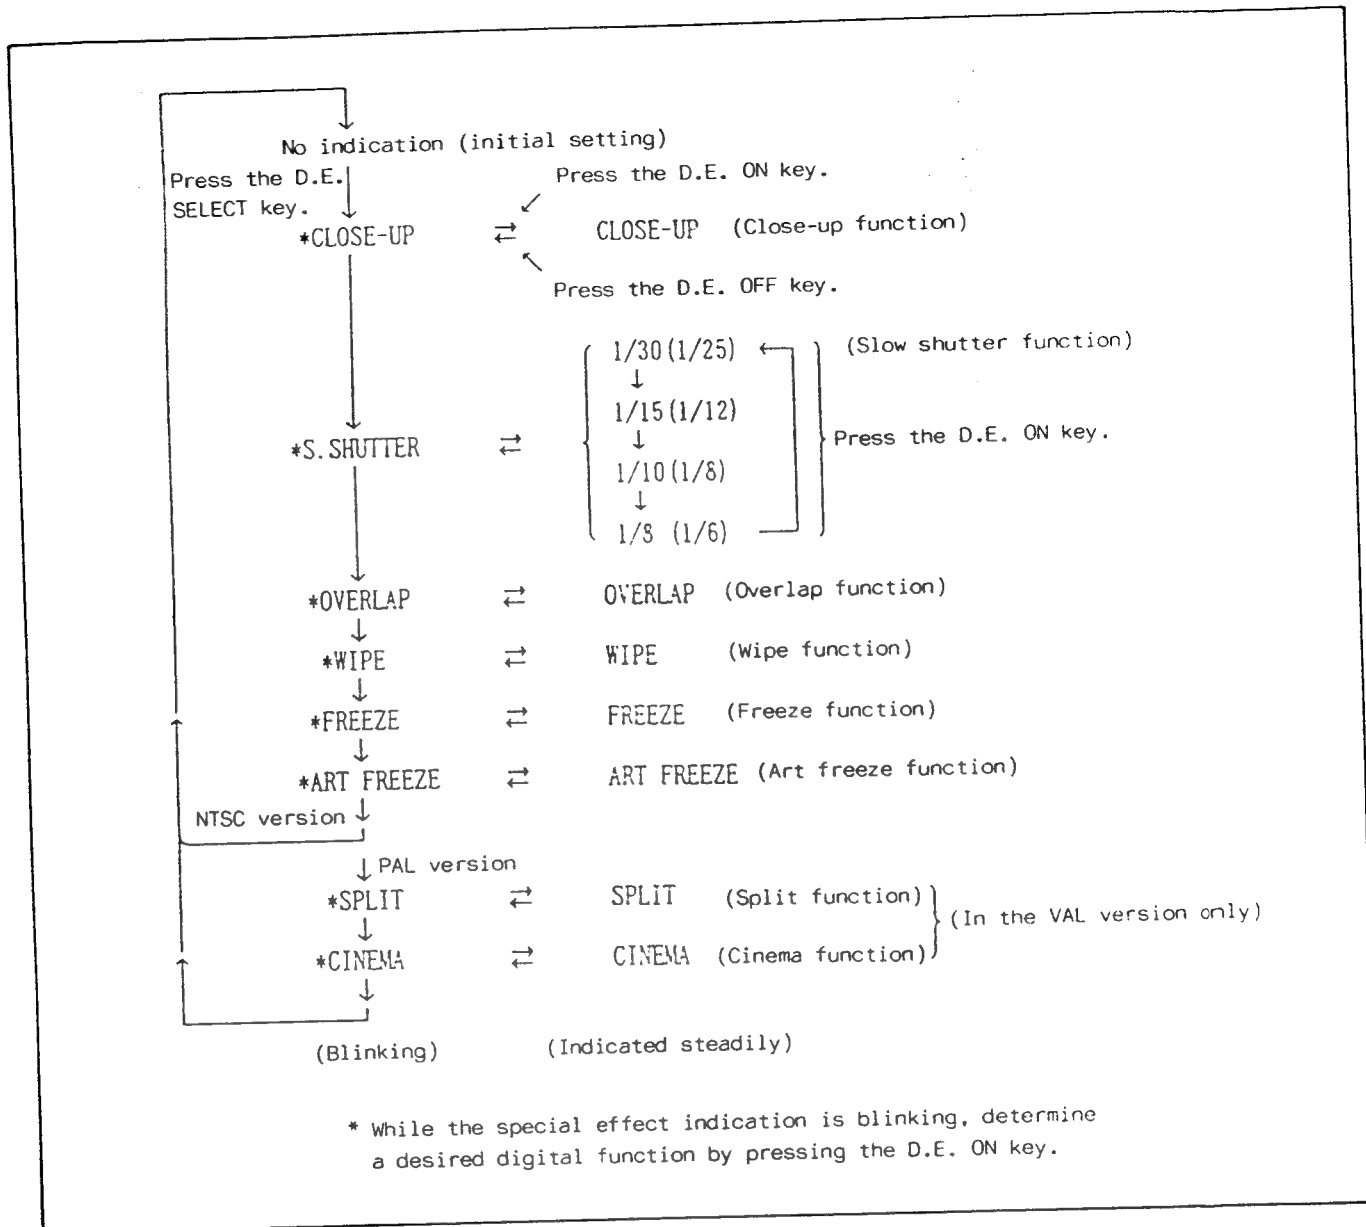 No indication (initial setting)
Press the D.E.
SELECT key.
Press the D.E. ON key.
*CLOSE-UP ⇄ CLOSE-UP (Close-up function)
Press the D.E. OFF key.
1/30(1/25) (Slow shutter function)
1/15(1/12)
*S.SHUTTER ⇄ Press the D.E. ON key.
1/10(1/8)
1/8 (1/6)
*OVERLAP ⇄ OVERLAP (Overlap function)
*WIPE ⇄ WIPE (Wipe function)
*FREEZE ⇄ FREEZE (Freeze function)
*ART FREEZE ⇄ ART FREEZE (Art freeze function)
NTSC version
PAL version
*SPLIT ⇄ SPLIT (Split function)
(In the VAL version only)
*CINEMA ⇄ CINEMA (Cinema function)
(Blinking) (Indicated steadily)
* While the special effect indication is blinking, determine
a desired digital function by pressing the D.E. ON key.